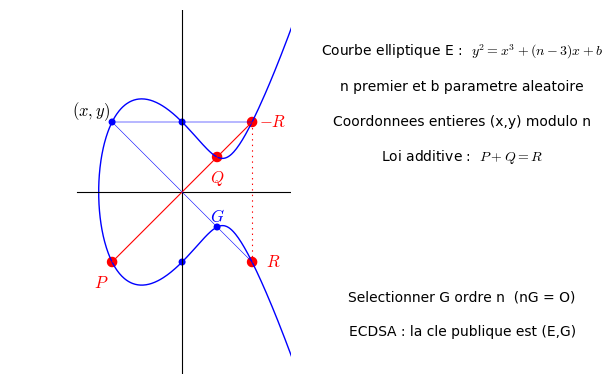 (x, y)
−R
Q
G
P
R
Courbe elliptique E : y² = x³ + (n − 3)x + b
n premier et b parametre aleatoire
Coordonnees entieres (x,y) modulo n
Loi additive : P + Q = R
Selectionner G ordre n (nG = O)
ECDSA : la cle publique est (E,G)